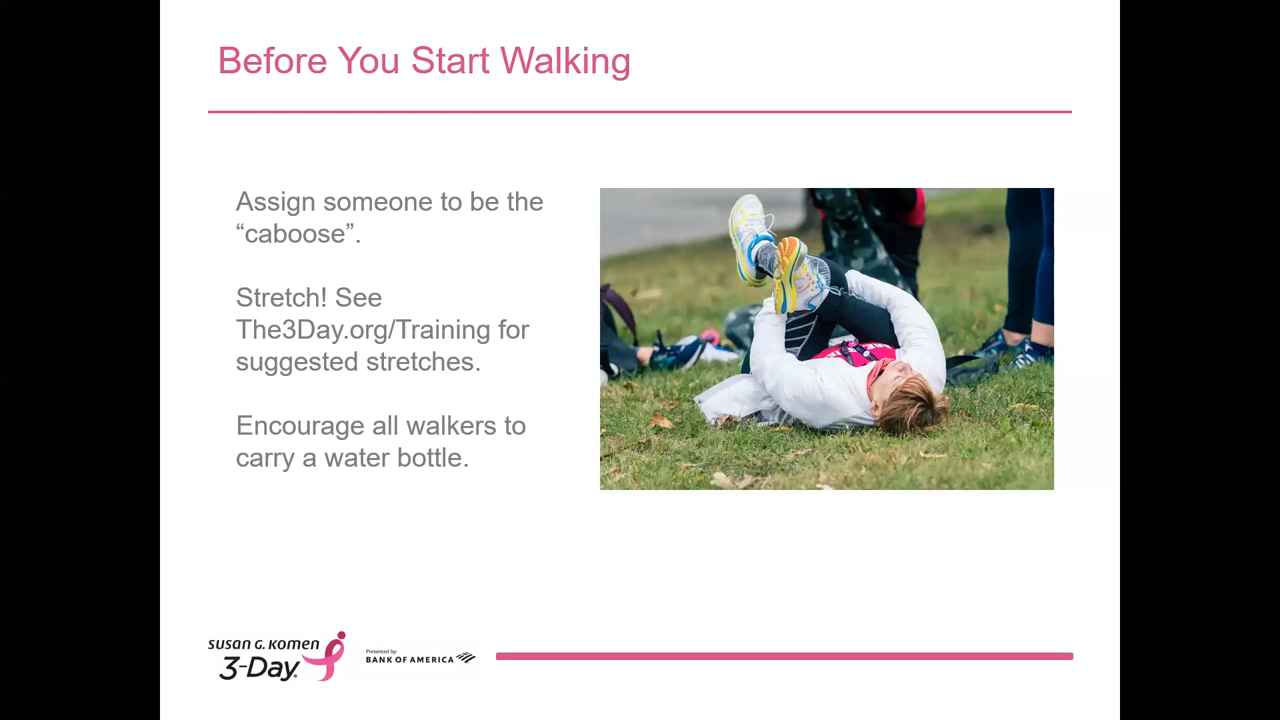 Before You Start Walking
Assign someone to be the
“caboose”.
Stretch! See
The3Day.org/Training for
suggested stretches.
Encourage all walkers to
carry a water bottle.
SUSAN G. KOMEN
3-DAY®
Presented by:
BANK OF AMERICA